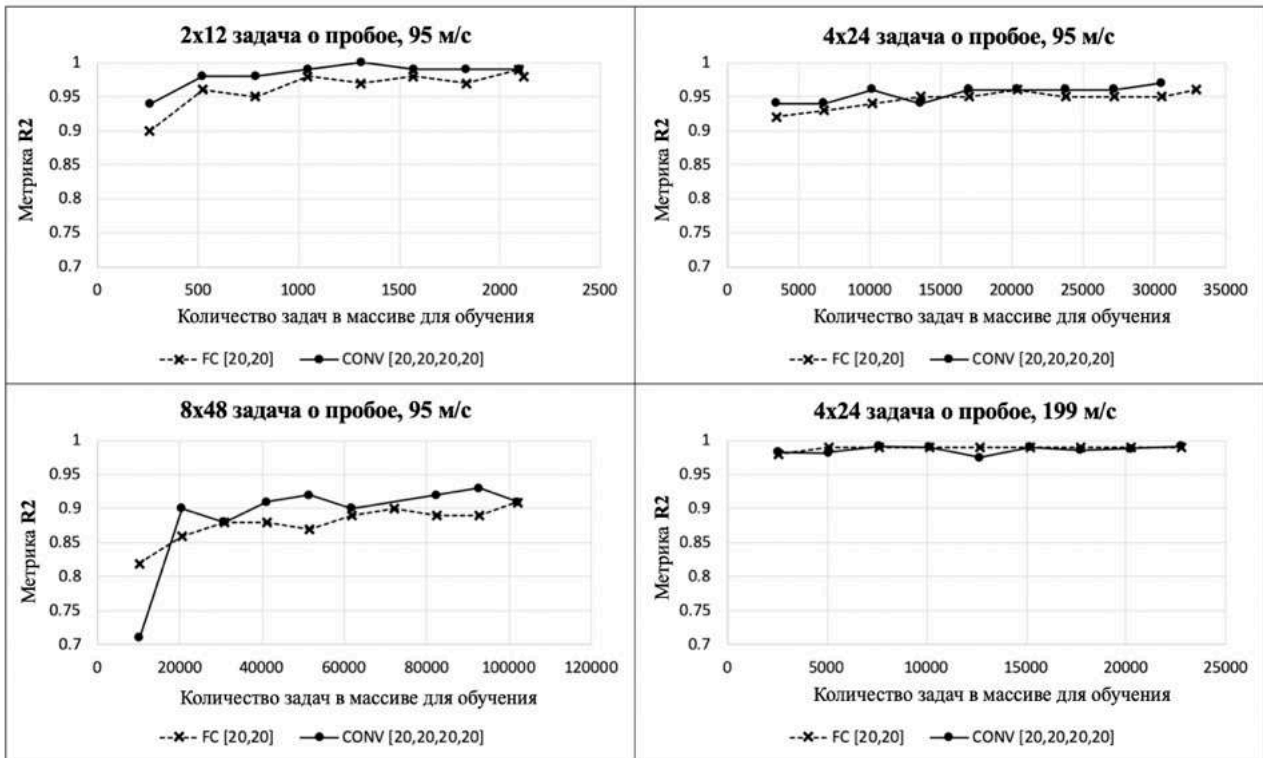 2x12 задача о пробое, 95 м/с
1
0.95
0.9
0.85
0.8
0.75
0.7
Метрика R2
0 500 1000 1500 2000 2500
Количество задач в массиве для обучения
FC [20,20] CONV [20,20,20,20]
4x24 задача о пробое, 95 м/с
1
0.95
0.9
0.85
0.8
0.75
0.7
Метрика R2
0 5000 10000 15000 20000 25000 30000 35000
Количество задач в массиве для обучения
FC [20,20] CONV [20,20,20,20]
8x48 задача о пробое, 95 м/с
1
0.95
0.9
0.85
0.8
0.75
0.7
Метрика R2
0 20000 40000 60000 80000 100000 120000
Количество задач в массиве для обучения
FC [20,20] CONV [20,20,20,20]
4x24 задача о пробое, 199 м/с
1
0.95
0.9
0.85
0.8
0.75
0.7
Метрика R2
0 5000 10000 15000 20000 25000
Количество задач в массиве для обучения
FC [20,20] CONV [20,20,20,20]